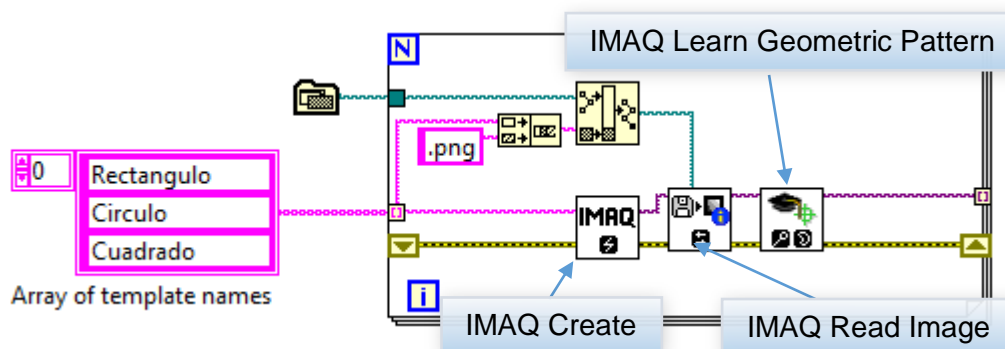 IMAQ Learn Geometric Pattern
N
.png
0
Rectangulo
Circulo
Cuadrado
IMAQ
Array of template names
i
IMAQ Create
IMAQ Read Image